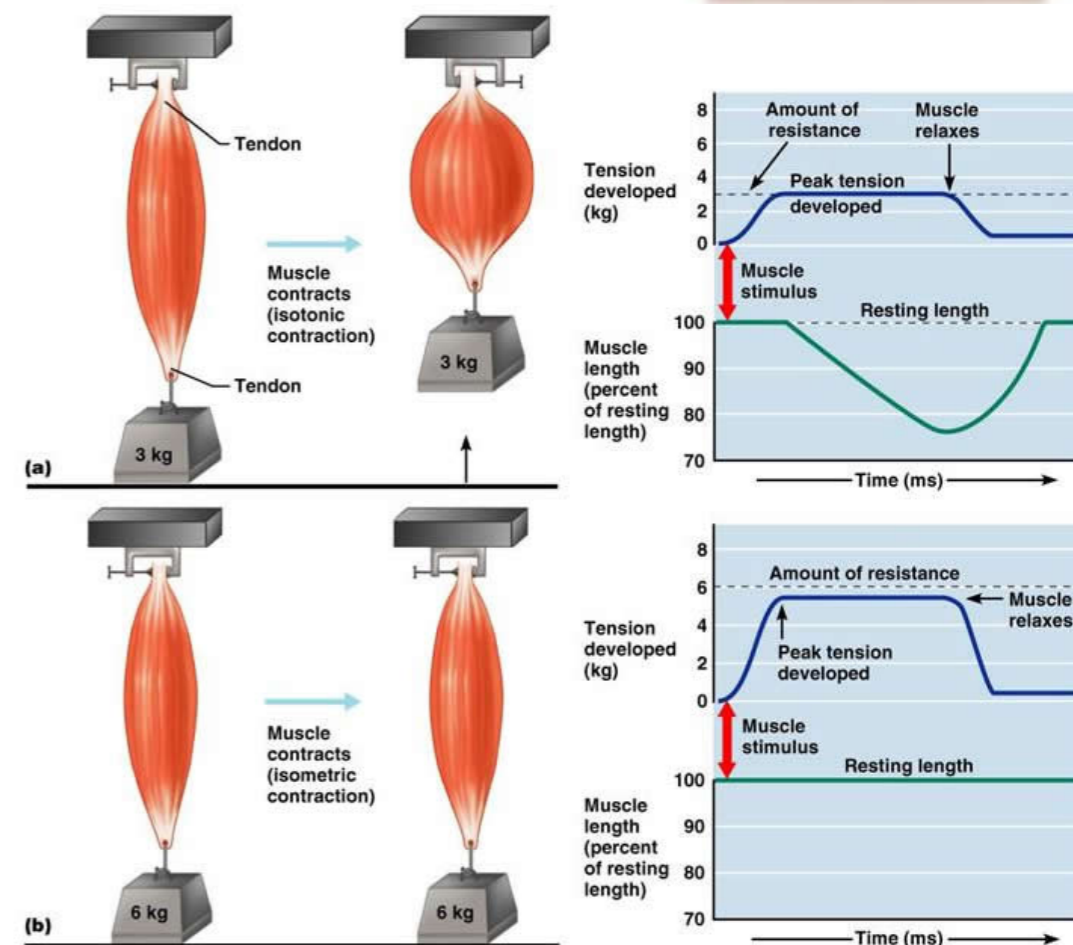 Tendon
Muscle
contracts
(isotonic
contraction)
Tendon
3 kg
3 kg
(a)
8
6
4
2
0
Tension
developed
(kg)
Amount of
resistance
Muscle
relaxes
Peak tension
developed
Muscle
stimulus
Resting length
100
90
80
70
Muscle
length
(percent
of resting
length)
Time (ms)
Muscle
contracts
(isometric
contraction)
6 kg
6 kg
(b)
8
6
4
2
0
Tension
developed
(kg)
Amount of resistance
Muscle
relaxes
Peak tension
developed
Muscle
stimulus
Resting length
100
90
80
70
Muscle
length
(percent
of resting
length)
Time (ms)